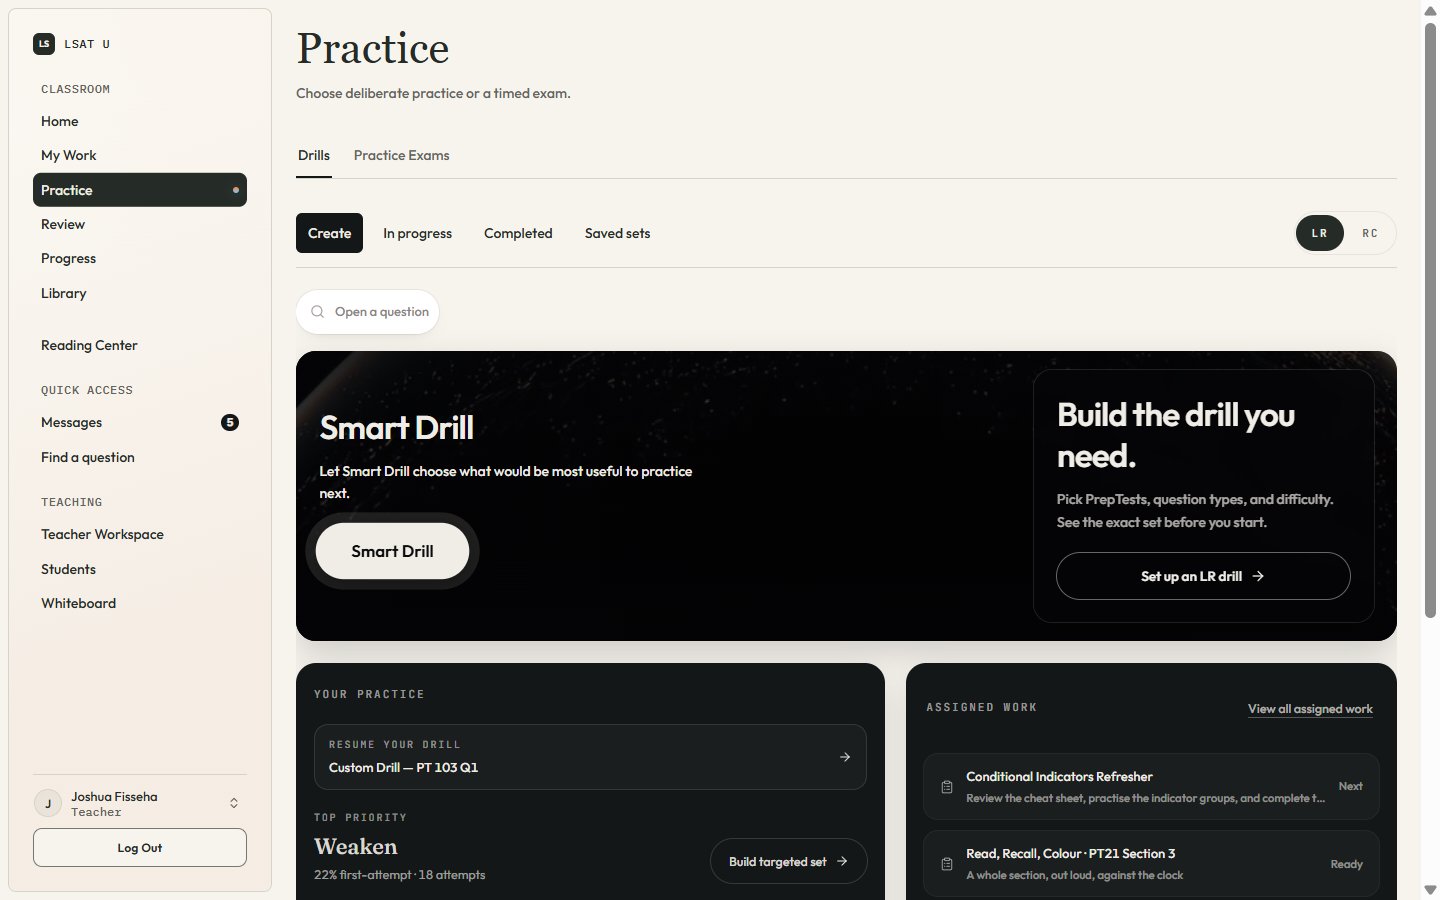 LS LSAT U
CLASSROOM
Home
My Work
Practice
Review
Progress
Library
Reading Center
QUICK ACCESS
Messages 5
Find a question
TEACHING
Teacher Workspace
Students
Whiteboard
J Joshua Fisseha
Teacher
Log Out
Practice
Choose deliberate practice or a timed exam.
Drills Practice Exams
Create In progress Completed Saved sets LR RC
Open a question
Smart Drill
Let Smart Drill choose what would be most useful to practice
next.
Smart Drill
Build the drill you
need.
Pick PrepTests, question types, and difficulty.
See the exact set before you start.
Set up an LR drill →
YOUR PRACTICE
RESUME YOUR DRILL
Custom Drill — PT 103 Q1 →
TOP PRIORITY
Weaken
22% first-attempt · 18 attempts
Build targeted set →
ASSIGNED WORK
View all assigned work
Conditional Indicators Refresher
Review the cheat sheet, practise the indicator groups, and complete t...
Next
Read, Recall, Colour · PT21 Section 3
A whole section, out loud, against the clock
Ready